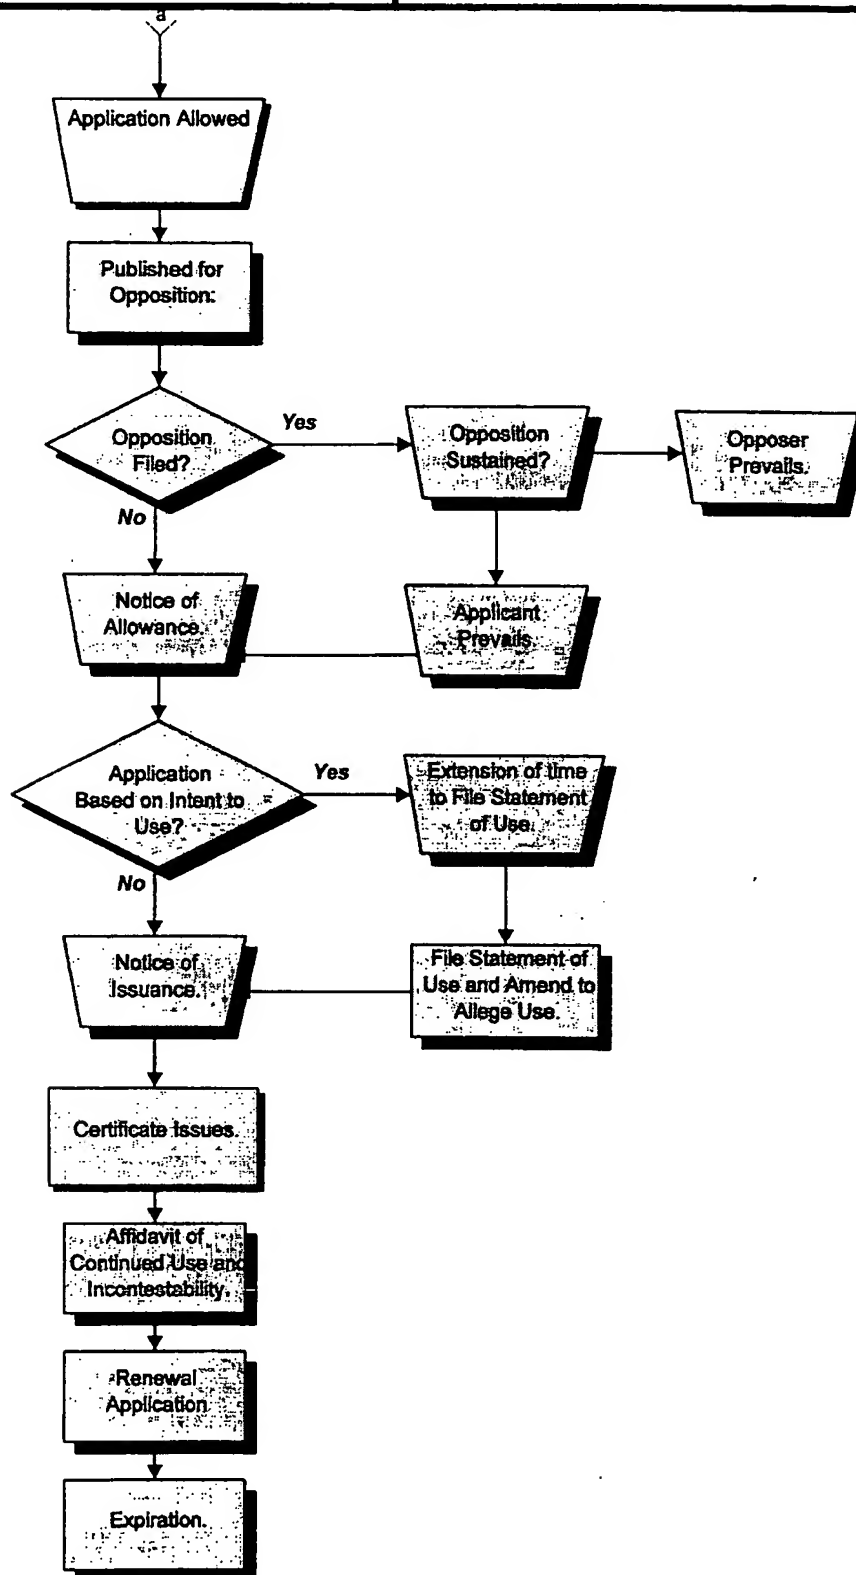 a
Application Allowed
Published for
Opposition:
Opposition
Filed?
Yes
Opposition
Sustained?
Opposer
Prevails.
No
Notice of
Allowance.
Applicant
Prevails
Application
Based on Intent to
Use?
Yes
Extension of time
to File Statement
of Use.
No
Notice of
Issuance.
File Statement of
Use and Amend to
Allege Use.
Certificate Issues.
Affidavit of
Continued Use and
Incontestability.
Renewal
Application
Expiration.